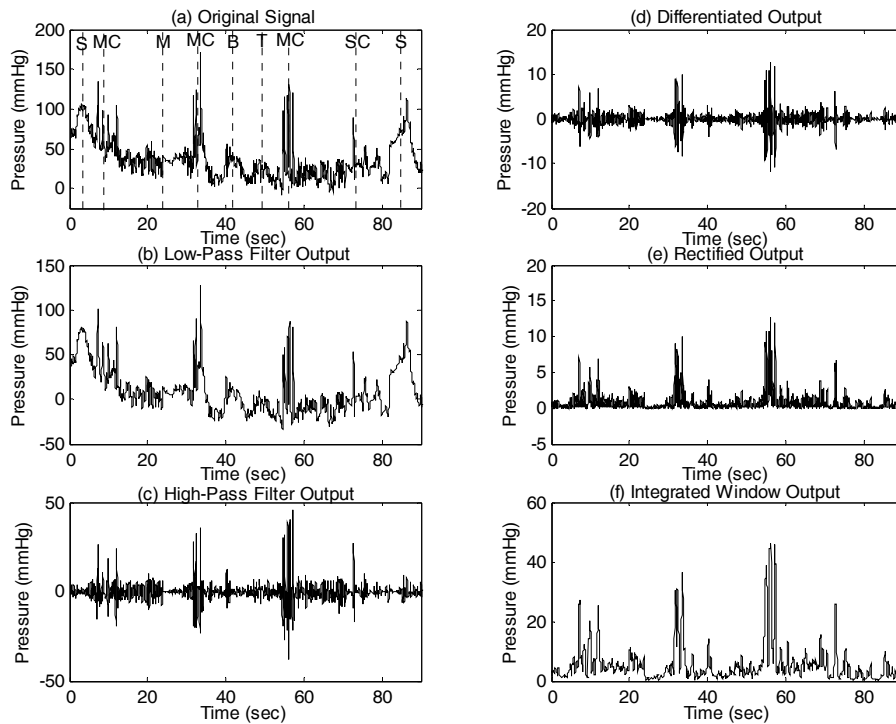 (a) Original Signal
200
150
100
50
0
S MC M MC B T MC SC S
Pressure (mmHg)
0 20 40 60 80
Time (sec)
(b) Low-Pass Filter Output
150
100
50
0
-50
Pressure (mmHg)
0 20 40 60 80
Time (sec)
(c) High-Pass Filter Output
50
0
-50
Pressure (mmHg)
0 20 40 60 80
Time (sec)
(d) Differentiated Output
20
10
0
-10
-20
Pressure (mmHg)
0 20 40 60 80
Time (sec)
(e) Rectified Output
20
15
10
5
0
-5
Pressure (mmHg)
0 20 40 60 80
Time (sec)
(f) Integrated Window Output
60
40
20
0
Pressure (mmHg)
0 20 40 60 80
Time (sec)